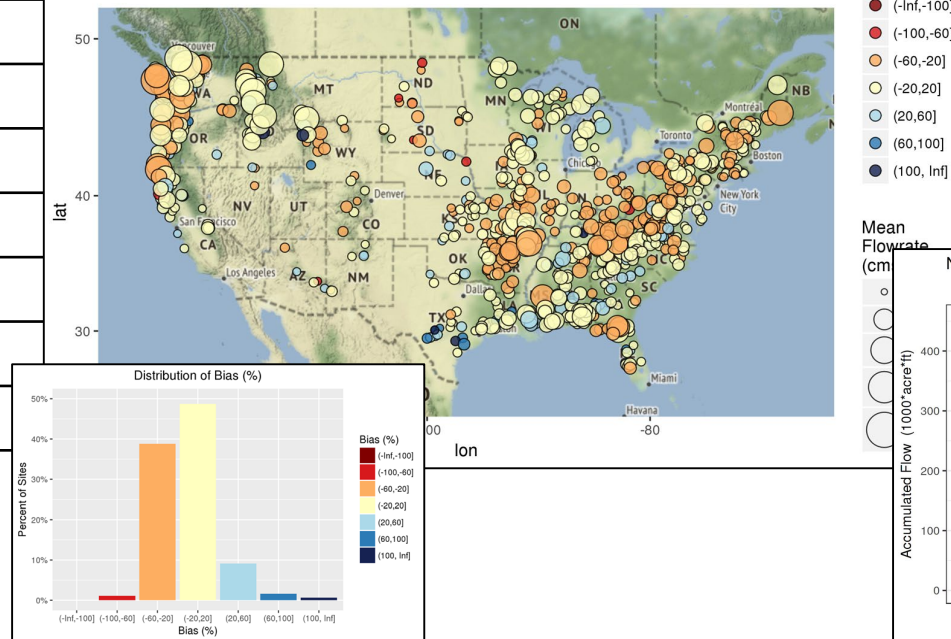 ON
50
Vancouver
MT
ND
MN
NB
WA
Montréal
OR
SD
WI
Toronto
WY
Boston
Chic
40
NV
UT
Denver
New York
City
CO
San Francisco
CA
OK
Los Angeles
AZ
NM
Dallas
SC
TX
30
Miami
Havana
-80
lat
lon
(-Inf,-100]
(-100,-60]
(-60,-20]
(-20,20]
(20,60]
(60,100]
(100, Inf]
Mean
Flowrate
(cms
400
300
200
100
0
Accumulated Flow (1000*acre*ft)
Distribution of Bias (%)
50%
40%
30%
20%
10%
0%
Percent of Sites
(-Inf,-100] (-100,-60] (-60,-20] (-20,20] (20,60] (60,100] (100, Inf]
Bias (%)
Bias (%)
(-Inf,-100]
(-100,-60]
(-60,-20]
(-20,20]
(20,60]
(60,100]
(100, Inf]